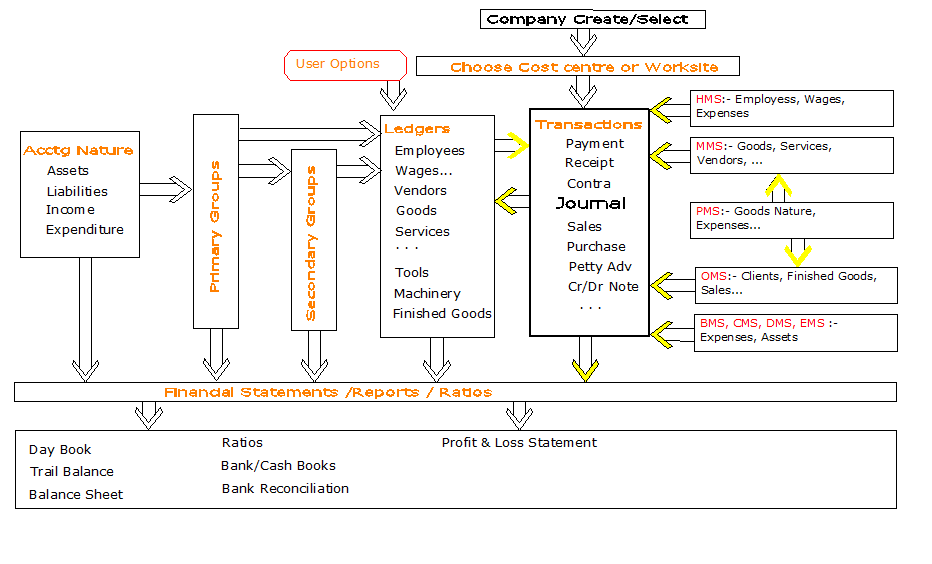 Company Create/Select
User Options
Choose Cost centre or Worksite
Acctg Nature
Assets
Liabilities
Income
Expenditure
Primary Groups
Secondary Groups
Ledgers
Employees
Wages...
Vendors
Goods
Services
. . .
Tools
Machinery
Finished Goods
Transactions
Payment
Receipt
Contra
Journal
Sales
Purchase
Petty Adv
Cr/Dr Note
. . .
HMS:- Employess, Wages,
Expenses
MMS:- Goods, Services,
Vendors, ...
PMS:- Goods Nature,
Expenses...
OMS:- Clients, Finished Goods,
Sales...
BMS, CMS, DMS, EMS :-
Expenses, Assets
Financial Statements /Reports / Ratios
Day Book
Trail Balance
Balance Sheet
Ratios
Bank/Cash Books
Bank Reconciliation
Profit & Loss Statement